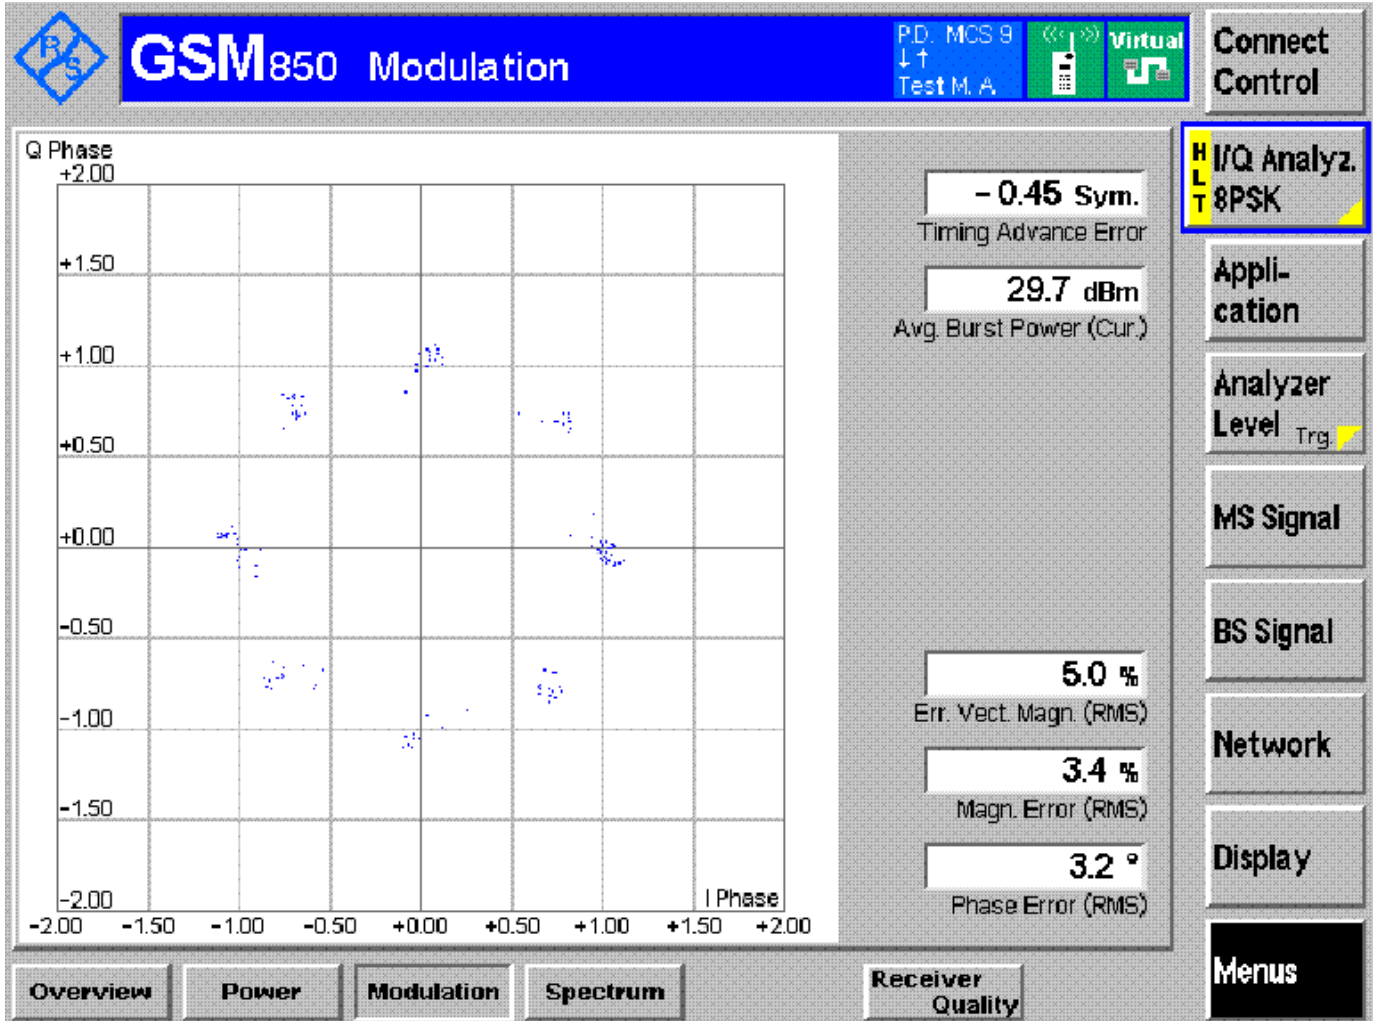 R S
GSM850 Modulation
P.D. MCS 9
↓↑
Test M. A.
Virtual
Connect
Control
Q Phase
+2.00
+1.50
+1.00
+0.50
+0.00
-0.50
-1.00
-1.50
-2.00
I Phase
-2.00 -1.50 -1.00 -0.50 +0.00 +0.50 +1.00 +1.50 +2.00
- 0.45 Sym.
Timing Advance Error
29.7 dBm
Avg. Burst Power (Cur.)
5.0 %
Err. Vect. Magn. (RMS)
3.4 %
Magn. Error (RMS)
3.2 °
Phase Error (RMS)
HLT
I/Q Analyz.
8PSK
Appli-
cation
Analyzer
Level Trg.
MS Signal
BS Signal
Network
Display
Menus
Overview Power Modulation Spectrum Receiver
Quality